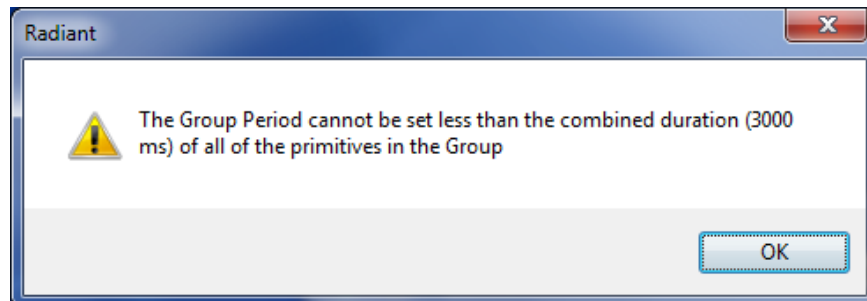 Radiant
The Group Period cannot be set less than the combined duration (3000
ms) of all of the primitives in the Group
OK